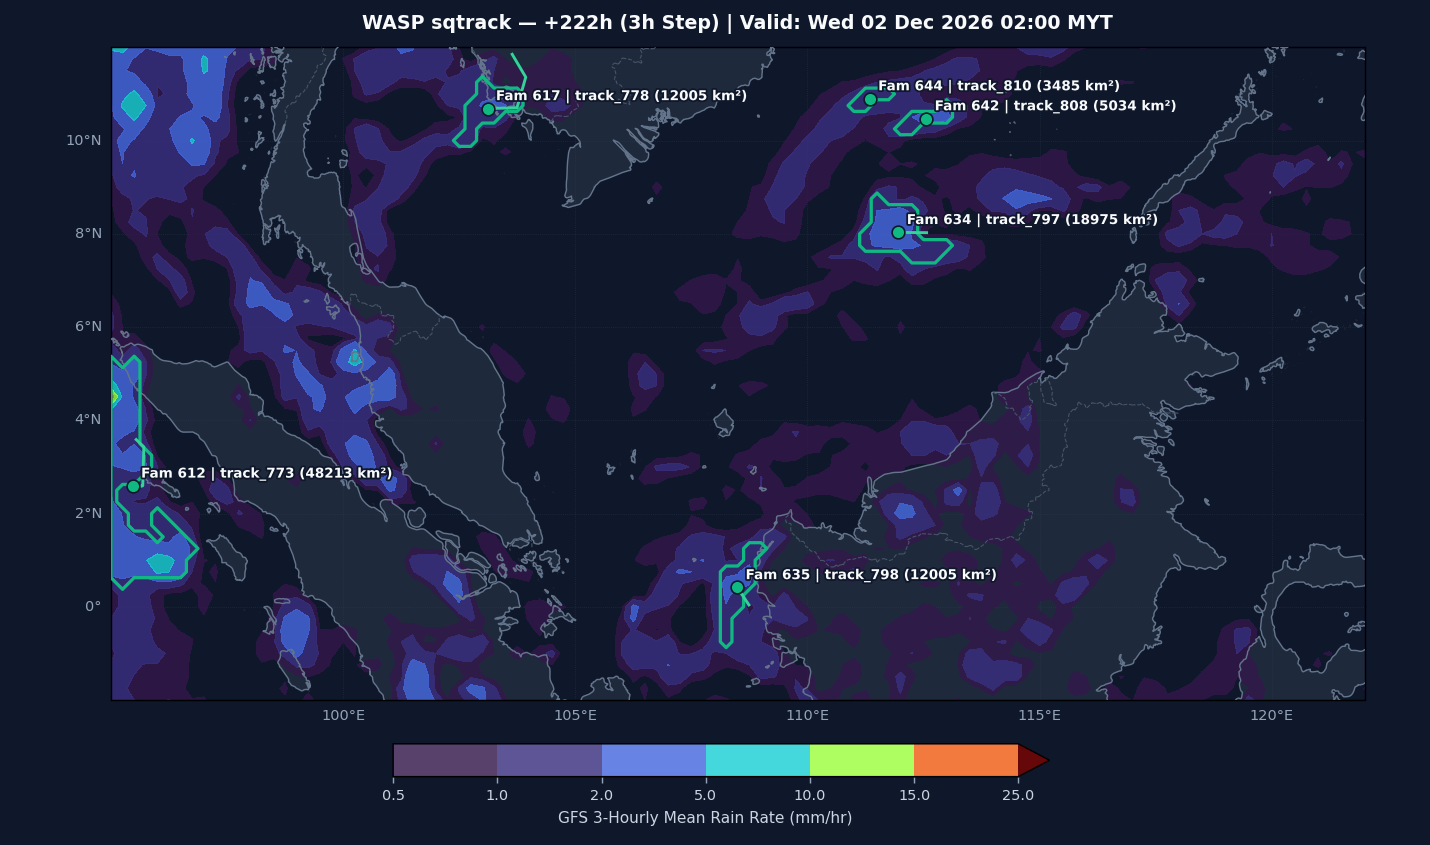 WASP sqtrack — +222h (3h Step) | Valid: Wed 02 Dec 2026 02:00 MYT
Fam 644 | track_810 (3485 km²)
Fam 617 | track_778 (12005 km²)
Fam 642 | track_808 (5034 km²)
10°N
Fam 634 | track_797 (18975 km²)
8°N
6°N
4°N
Fam 612 | track_773 (48213 km²)
2°N
Fam 635 | track_798 (12005 km²)
0°
100°E 105°E 110°E 115°E 120°E
0.5 1.0 2.0 5.0 10.0 15.0 25.0
GFS 3-Hourly Mean Rain Rate (mm/hr)